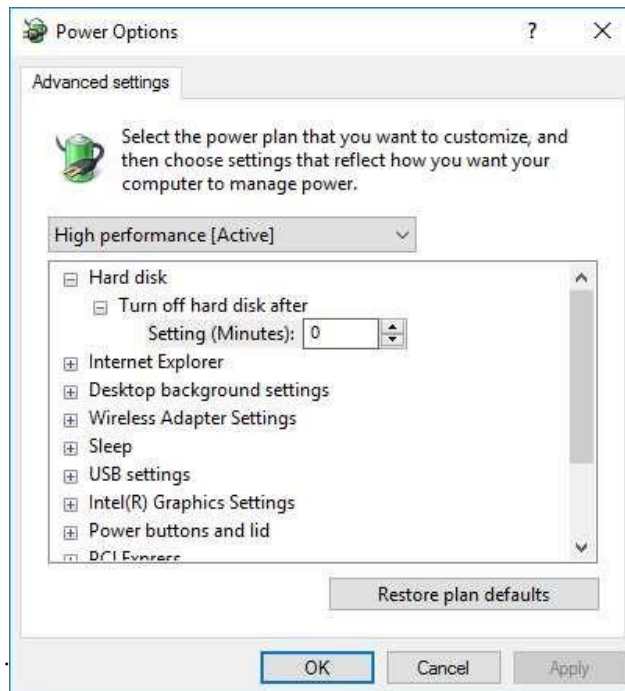 Power Options
?
Advanced settings
Select the power plan that you want to customize, and
then choose settings that reflect how you want your
computer to manage power.
High performance [Active]
Hard disk
Turn off hard disk after
Setting (Minutes): 0
Internet Explorer
Desktop background settings
Wireless Adapter Settings
Sleep
USB settings
Intel(R) Graphics Settings
Power buttons and lid
PCI Express
Restore plan defaults
.
OK Cancel Apply